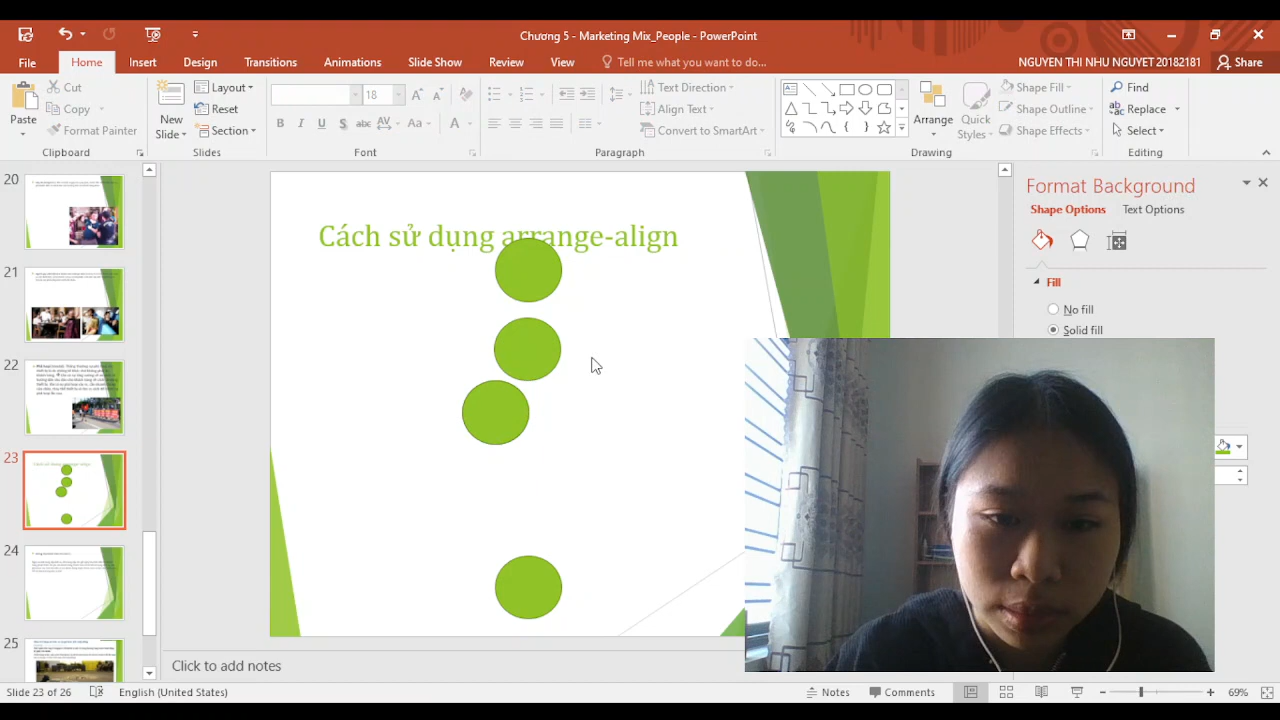 Chương 5 - Marketing Mix_People - PowerPoint
File Home Insert Design Transitions Animations Slide Show Review View Tell me what you want to do... NGUYEN THI NHU NGUYET 20182181 Share
Paste
Cut
Copy
Format Painter
Clipboard
New Slide
Layout
Reset
Section
Slides
18
B I U S abc AV Aa A
Font
Text Direction
Align Text
Convert to SmartArt
Paragraph
Arrange
Quick Styles
Shape Fill
Shape Outline
Shape Effects
Drawing
Find
Replace
Select
Editing
20
21
22
23
24
25
Cách sử dụng arrange-align
Format Background
Shape Options Text Options
Fill
No fill
Solid fill
Click to add notes
Slide 23 of 26 English (United States) Notes Comments 69%